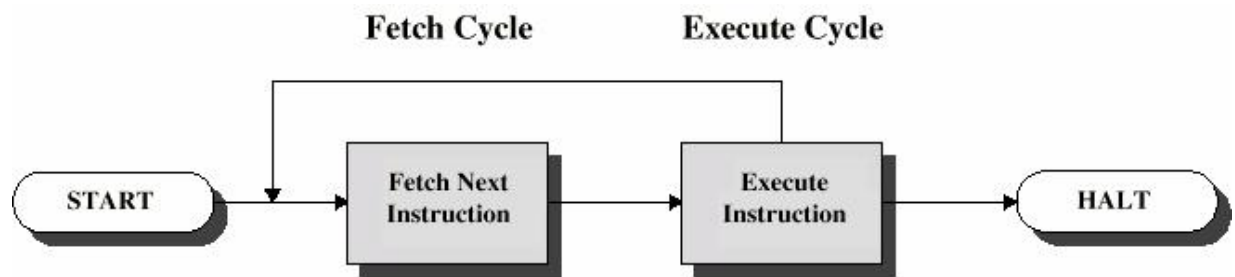 Fetch Cycle
Execute Cycle
START
Fetch Next
Instruction
Execute
Instruction
HALT